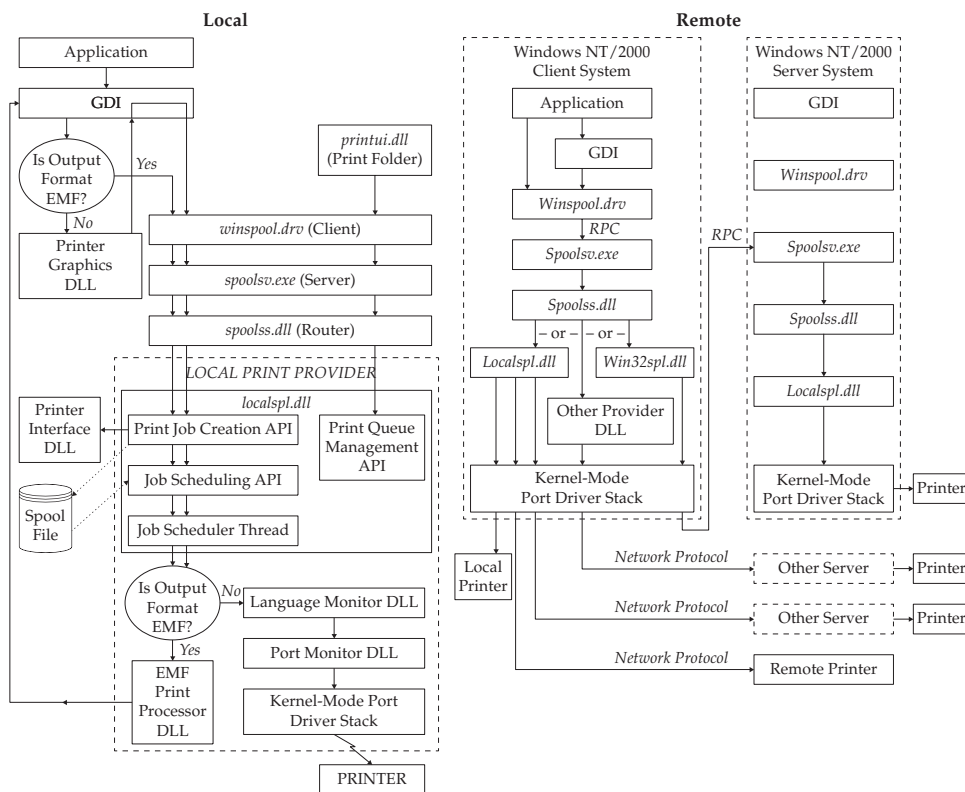 Local
Application
GDI
Is Output
Format
EMF?
Yes
No
Printer
Graphics
DLL
printui.dll
(Print Folder)
winspool.drv (Client)
spoolsv.exe (Server)
spoolss.dll (Router)
LOCAL PRINT PROVIDER
localspl.dll
Printer
Interface
DLL
Print Job Creation API
Print Queue
Management
API
Job Scheduling API
Spool
File
Job Scheduler Thread
Is Output
Format
EMF?
No
Yes
Language Monitor DLL
Port Monitor DLL
EMF
Print
Processor
DLL
Kernel-Mode Port
Driver Stack
PRINTER
Remote
Windows NT/2000
Client System
Application
GDI
Winspool.drv
RPC
Spoolsv.exe
Spoolss.dll
– or –
– or –
Localspl.dll
Win32spl.dll
Other Provider
DLL
Kernel-Mode
Port Driver Stack
Local
Printer
RPC
Windows NT/2000
Server System
GDI
Winspool.drv
Spoolsv.exe
Spoolss.dll
Localspl.dll
Kernel-Mode
Port Driver Stack
Printer
Network Protocol
Other Server
Printer
Network Protocol
Other Server
Printer
Network Protocol
Remote Printer